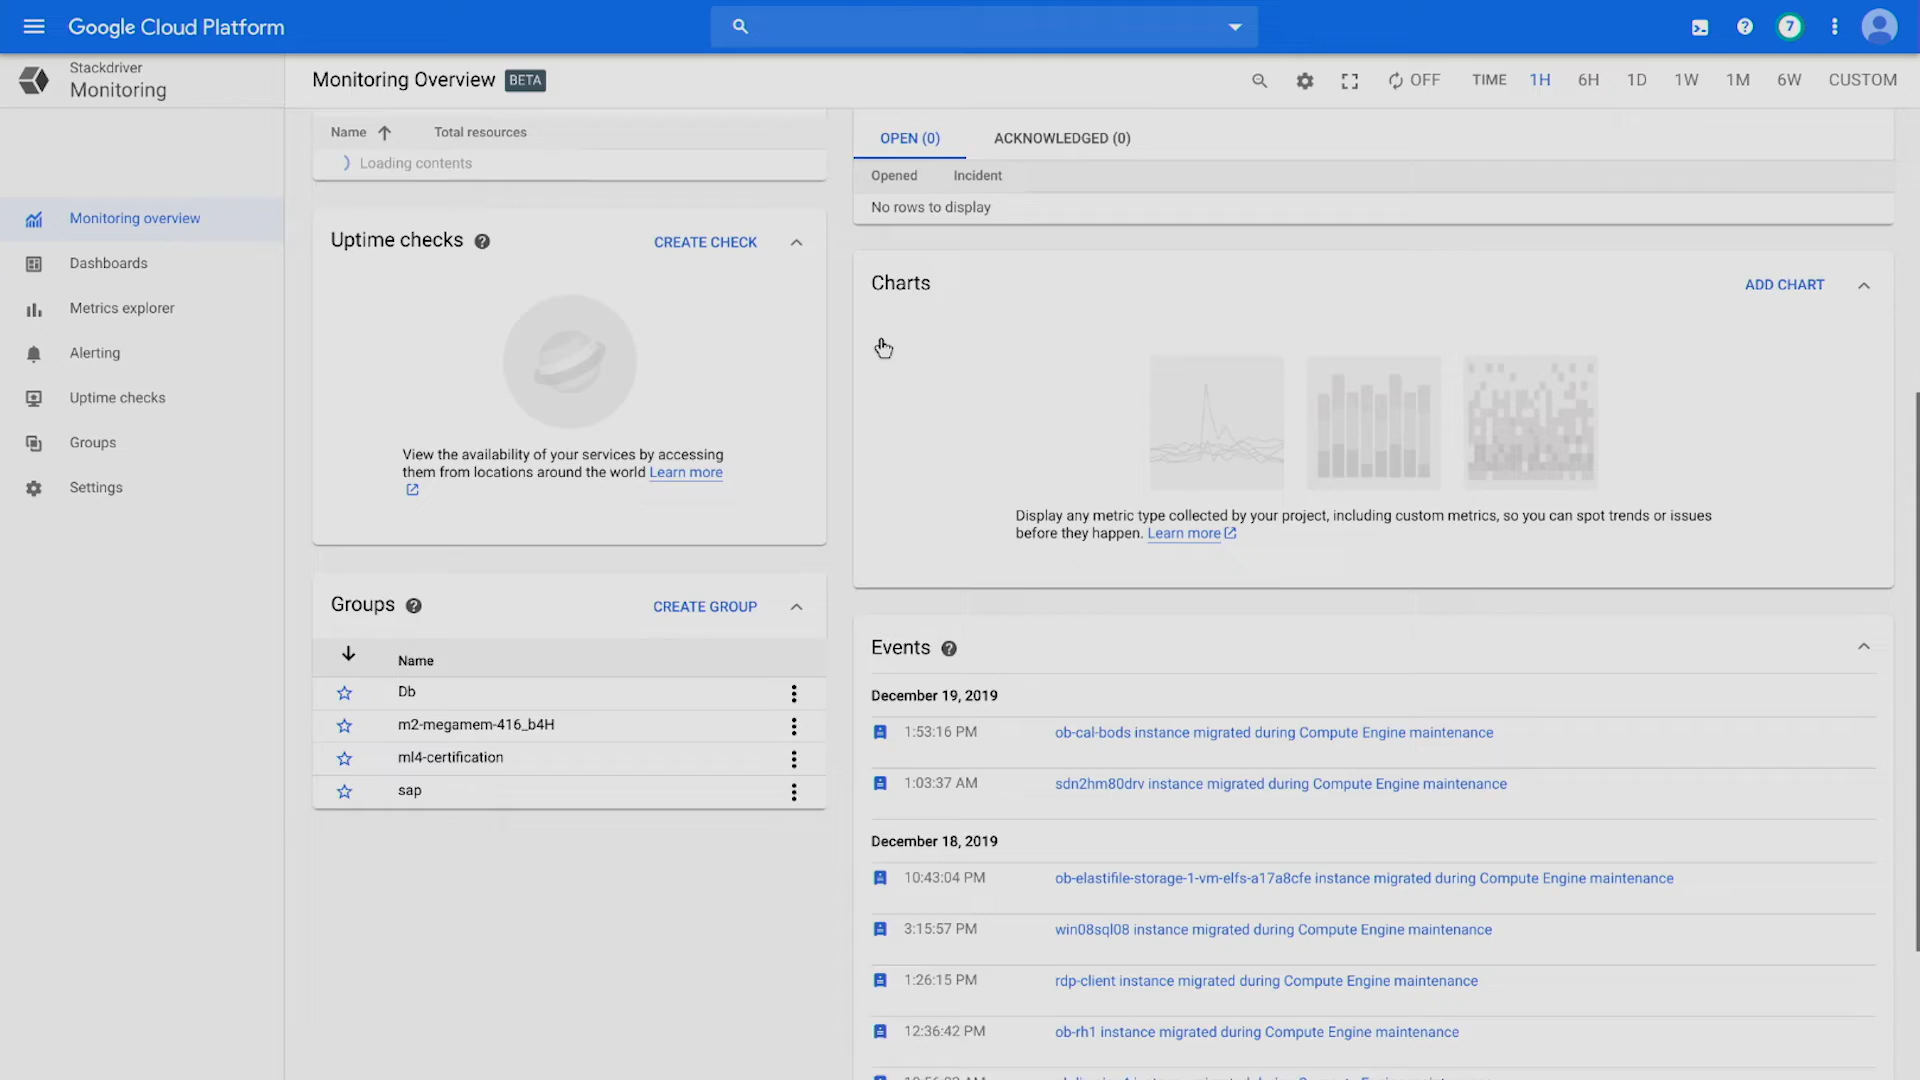 Google Cloud Platform
7
Stackdriver
Monitoring
Monitoring Overview BETA
OFF TIME 1H 6H 1D 1W 1M 6W CUSTOM
Monitoring overview
Dashboards
Metrics explorer
Alerting
Uptime checks
Groups
Settings
Name Total resources
Loading contents
Uptime checks CREATE CHECK
View the availability of your services by accessing
them from locations around the world Learn more
Groups CREATE GROUP
Name
Db
m2-megamem-416_b4H
ml4-certification
sap
OPEN (0) ACKNOWLEDGED (0)
Opened Incident
No rows to display
Charts ADD CHART
Display any metric type collected by your project, including custom metrics, so you can spot trends or issues
before they happen. Learn more
Events
December 19, 2019
1:53:16 PM ob-cal-bods instance migrated during Compute Engine maintenance
1:03:37 AM sdn2hm80drv instance migrated during Compute Engine maintenance
December 18, 2019
10:43:04 PM ob-elastifile-storage-1-vm-elfs-a17a8cfe instance migrated during Compute Engine maintenance
3:15:57 PM win08sql08 instance migrated during Compute Engine maintenance
1:26:15 PM rdp-client instance migrated during Compute Engine maintenance
12:36:42 PM ob-rh1 instance migrated during Compute Engine maintenance